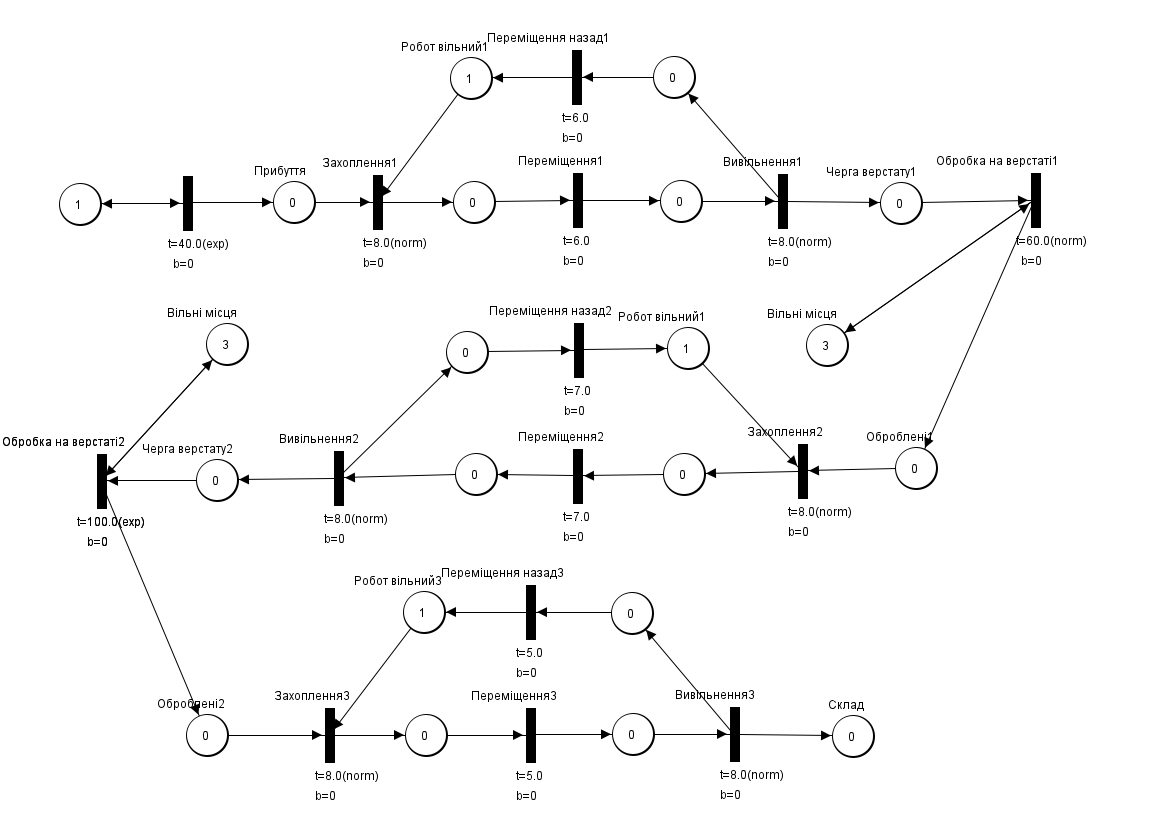 Переміщення назад1
Робот вільний1
1
0
t=6.0
b=0
Прибуття
Захоплення1
Переміщення1
Вивільнення1
Черга верстату1
Обробка на верстаті1
1
0
0
0
0
t=40.0(exp)
b=0
t=8.0(norm)
b=0
t=6.0
b=0
t=8.0(norm)
b=0
t=60.0(norm)
b=0
Вільні місця
3
Переміщення назад2
Робот вільний1
0
1
t=7.0
b=0
Вільні місця
3
Обробка на верстаті2
Черга верстату2
Вивільнення2
Переміщення2
Захоплення2
Оброблені1
0
0
0
0
t=100.0(exp)
b=0
t=8.0(norm)
b=0
t=7.0
b=0
t=8.0(norm)
b=0
Робот вільний3
Переміщення назад3
1
0
t=5.0
b=0
Оброблені2
Захоплення3
Переміщення3
Вивільнення3
Склад
0
0
0
0
t=8.0(norm)
b=0
t=5.0
b=0
t=8.0(norm)
b=0